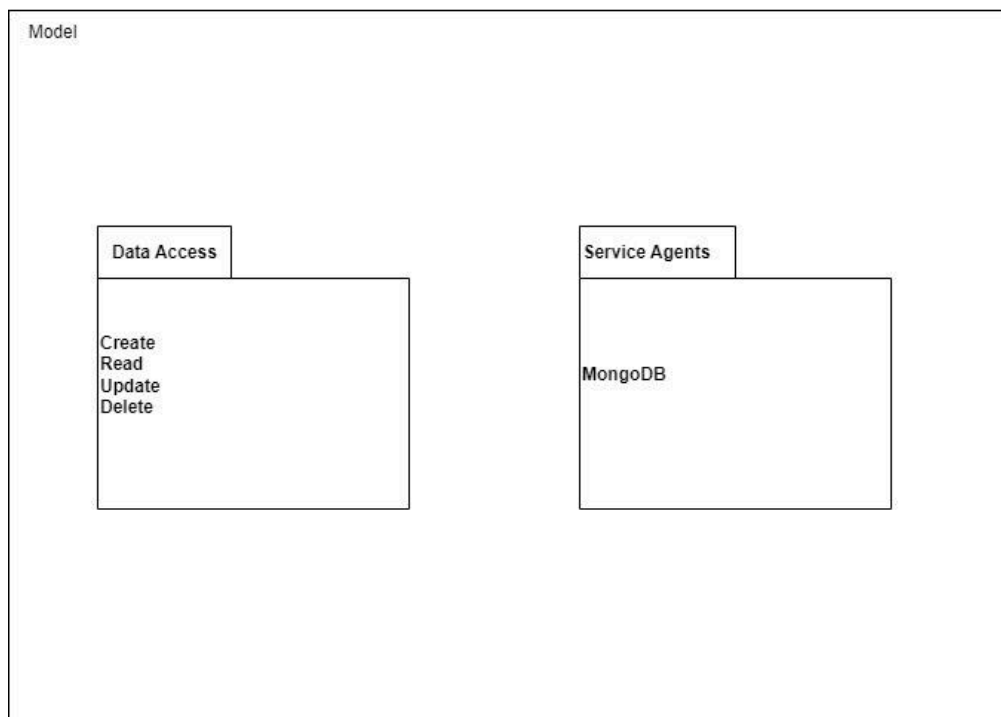 Model
Data Access
Create
Read
Update
Delete
Service Agents
MongoDB